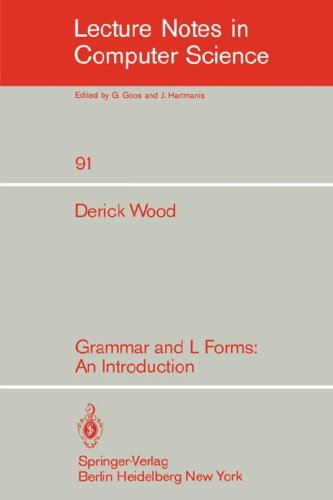 Lecture Notes in
Computer Science
Edited by G. Goos and J. Hartmanis
91
Derick Wood
Grammar and L Forms:
An Introduction
Springer-Verlag
Berlin Heidelberg New York